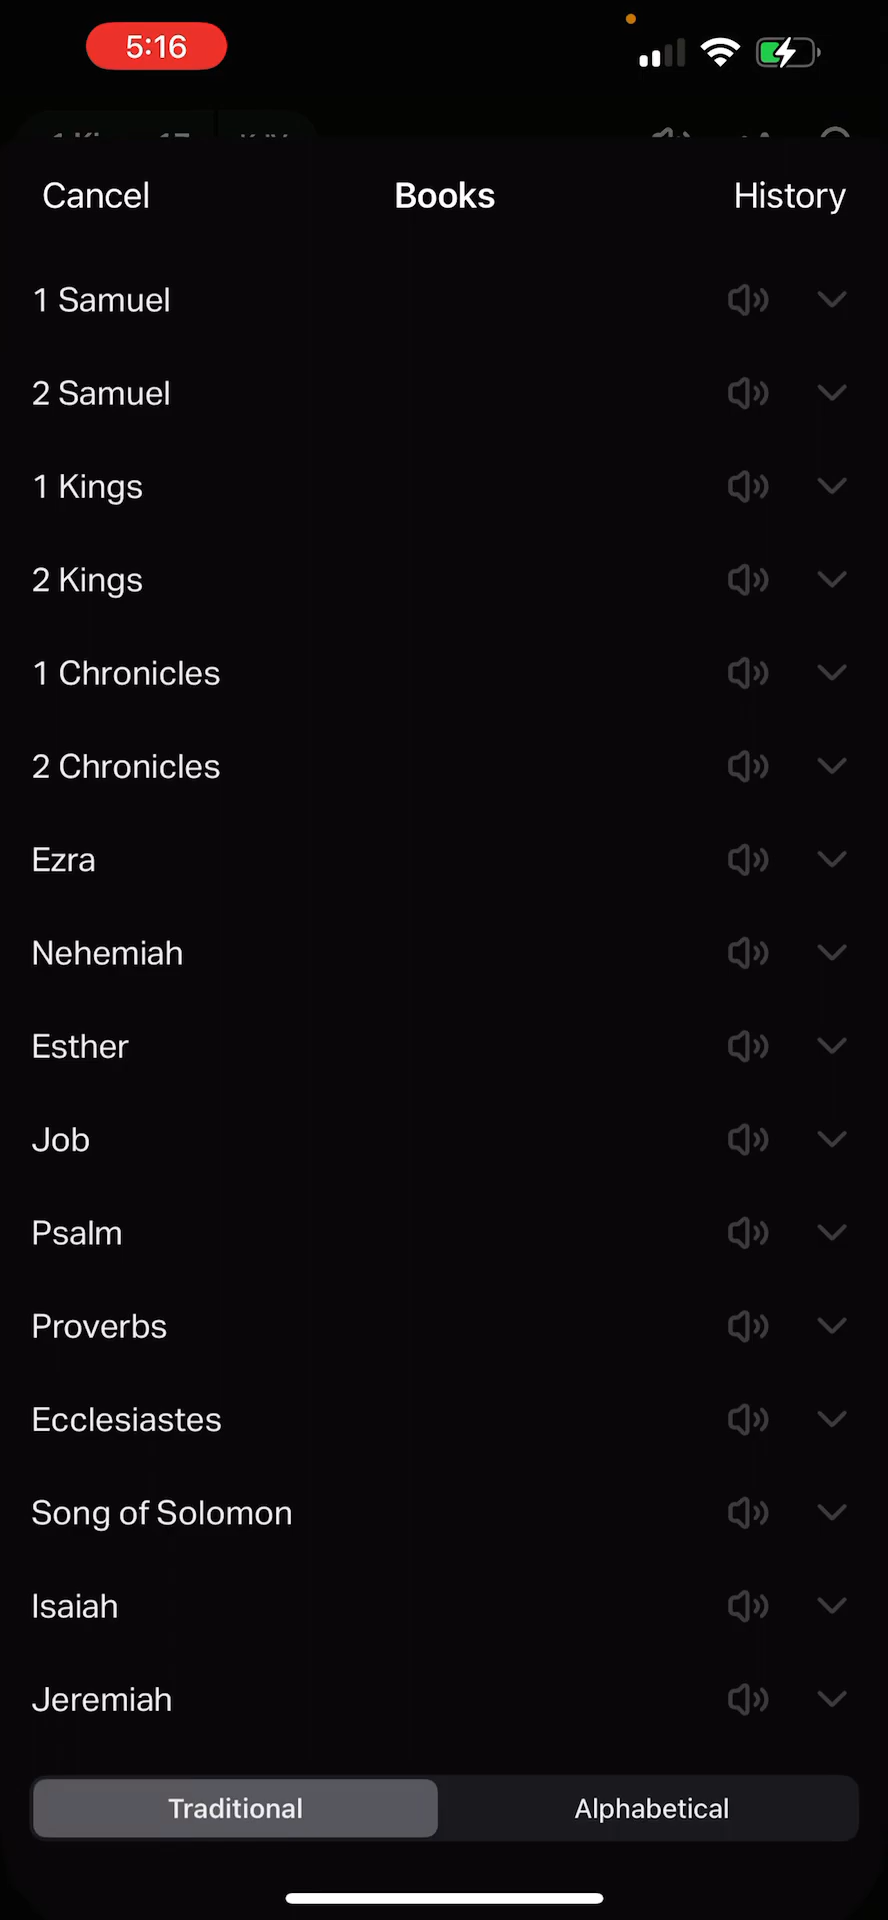 5:16
Cancel Books History
1 Samuel
2 Samuel
1 Kings
2 Kings
1 Chronicles
2 Chronicles
Ezra
Nehemiah
Esther
Job
Psalm
Proverbs
Ecclesiastes
Song of Solomon
Isaiah
Jeremiah
Traditional Alphabetical